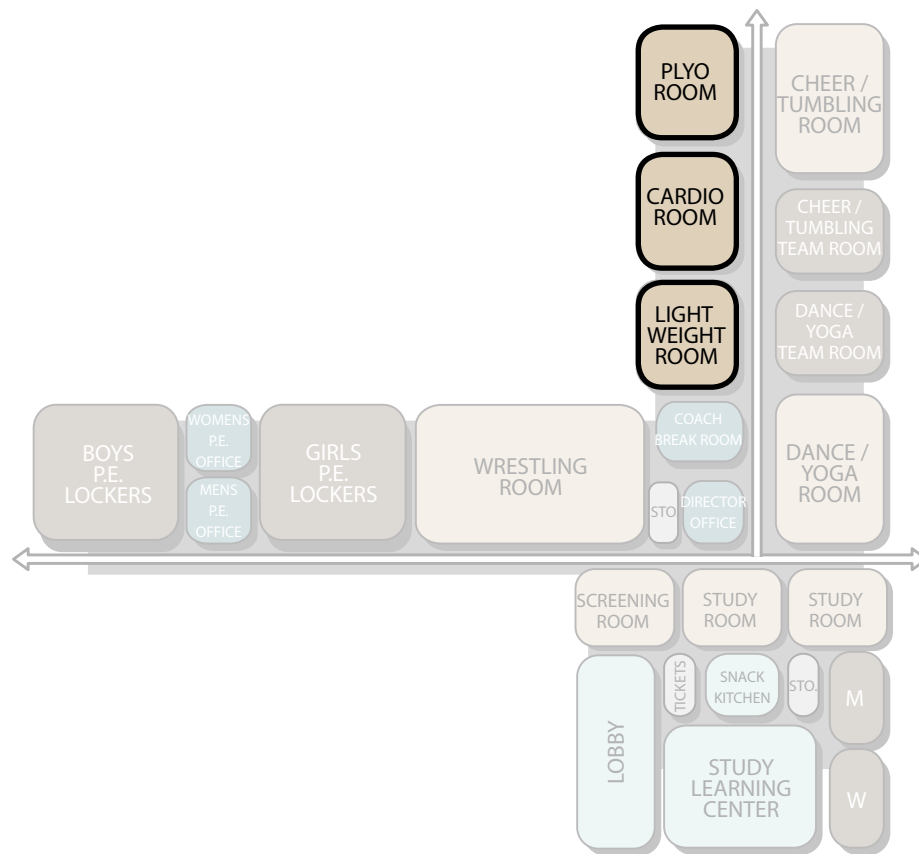 PLYO
ROOM
CHEER /
TUMBLING
ROOM
CARDIO
ROOM
CHEER /
TUMBLING
TEAM ROOM
LIGHT
WEIGHT
ROOM
DANCE /
YOGA
TEAM ROOM
BOYS
P.E.
LOCKERS
WOMENS
P.E.
OFFICE
MENS
P.E.
OFFICE
GIRLS
P.E.
LOCKERS
WRESTLING
ROOM
COACH
BREAK ROOM
STO
DIRECTOR
OFFICE
DANCE /
YOGA
ROOM
SCREENING
ROOM
STUDY
ROOM
STUDY
ROOM
LOBBY
TICKETS
SNACK
KITCHEN
STO.
M
STUDY
LEARNING
CENTER
W